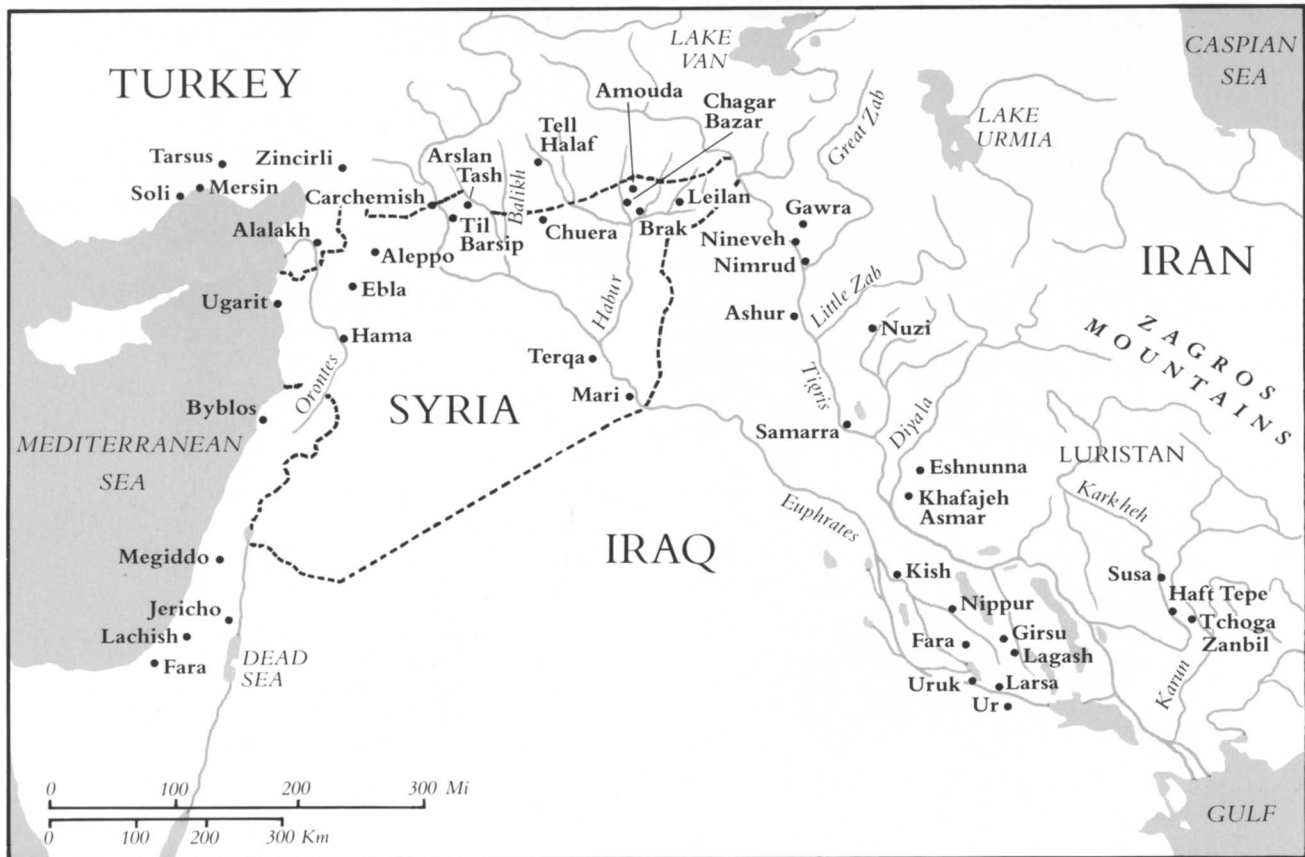 LAKE
VAN
CASPIAN
SEA
TURKEY
Amouda
Chagar
Bazar
Great Zab
LAKE
URMIA
Tell
Halaf
Tarsus
Zincirli
Arslan
Tash
Soli
Mersin
Carchemish
Balikh
Leilan
Til
Barsip
Chuera
Brak
Gawra
Alalakh
Aleppo
Nineveh
Nimrud
IRAN
Ugarit
Ebla
Habur
Ashur
Little Zab
Nuzi
ZAGROS
MOUNTAINS
Hama
Terqa
Orontes
Mari
Tigris
SYRIA
Byblos
Samarra
Diyala
MEDITERRANEAN
SEA
LURISTAN
Eshnunna
Karkheh
Khafajeh
Asmar
Euphrates
IRAQ
Megiddo
Kish
Susa
Haft Tepe
Jericho
Nippur
Tchoga
Zanbil
Lachish
Fara
Girsu
Lagash
Fara
DEAD
SEA
Uruk
Larsa
Karun
Ur
0 100 200 300 Mi
0 100 200 300 Km
GULF